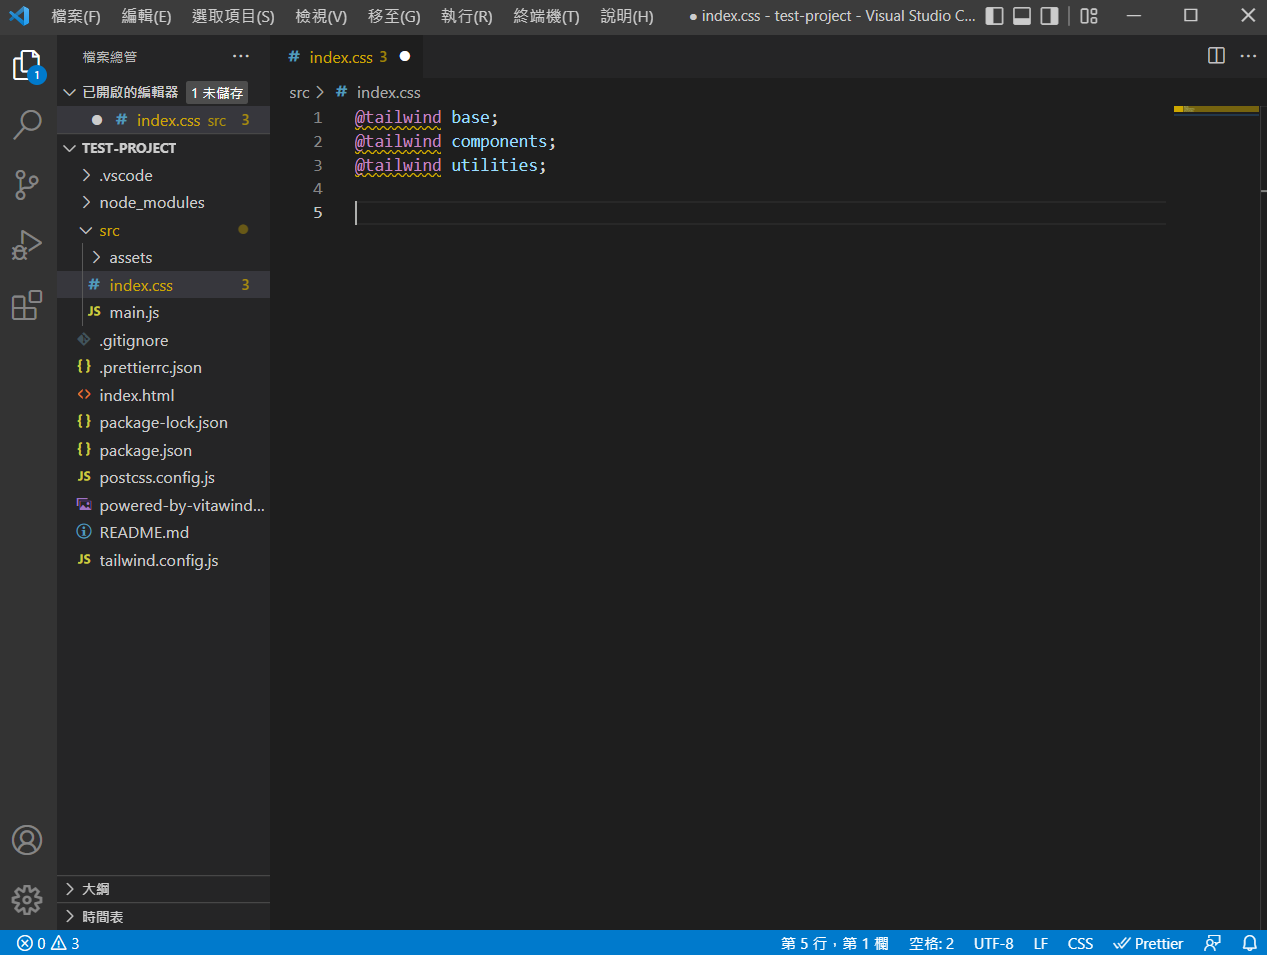 檔案(F) 編輯(E) 選取項目(S) 檢視(V) 移至(G) 執行(R) 終端機(T) 說明(H) ● index.css - test-project - Visual Studio C...
檔案總管 ...
# index.css 3
已開啟的編輯器 1 未儲存
# index.css src 3
TEST-PROJECT
.vscode
node_modules
src
assets
# index.css 3
JS main.js
.gitignore
{} .prettierrc.json
<> index.html
{} package-lock.json
{} package.json
JS postcss.config.js
powered-by-vitawind...
README.md
JS tailwind.config.js
大綱
時間表
1
src > # index.css
1 @tailwind base;
2 @tailwind components;
3 @tailwind utilities;
4
5
0 3
第 5 行，第 1 欄 空格: 2 UTF-8 LF CSS Prettier